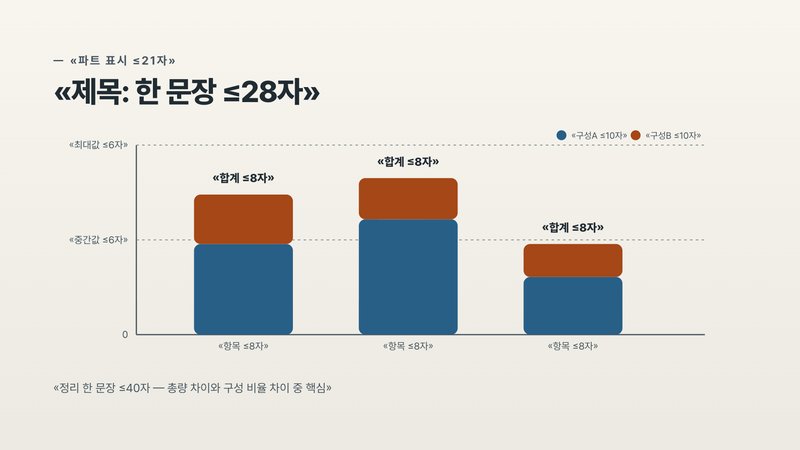 — «파트 표시 ≤21자»
«제목: 한 문장 ≤28자»
«구성A ≤10자» «구성B ≤10자»
«최대값 ≤6자»
«합계 ≤8자»
«합계 ≤8자»
«합계 ≤8자»
«중간값 ≤6자»
0
«항목 ≤8자» «항목 ≤8자» «항목 ≤8자»
«정리 한 문장 ≤40자 — 총량 차이와 구성 비율 차이 중 핵심»